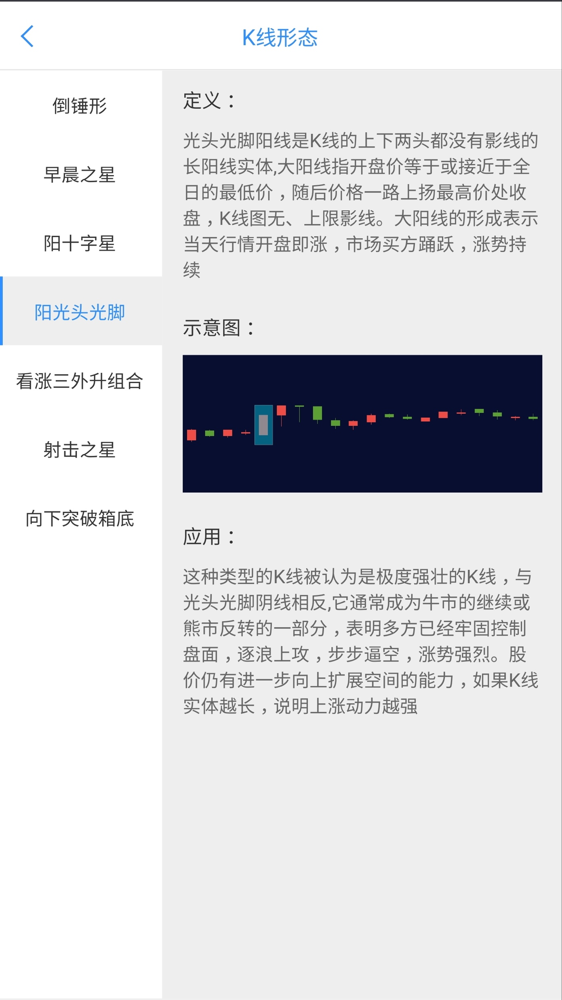 K线形态
倒锤形
早晨之星
阳十字星
阳光头光脚
看涨三外升组合
射击之星
向下突破箱底
定义：
光头光脚阳线是K线的上下两头都没有影线的
长阳线实体,大阳线指开盘价等于或接近于全
日的最低价，随后价格一路上扬最高价处收
盘，K线图无、上限影线。大阳线的形成表示
当天行情开盘即涨，市场买方踊跃，涨势持
续
示意图：
应用：
这种类型的K线被认为是极度强壮的K线，与
光头光脚阴线相反,它通常成为牛市的继续或
熊市反转的一部分，表明多方已经牢固控制
盘面，逐浪上攻，步步逼空，涨势强烈。股
价仍有进一步向上扩展空间的能力，如果K线
实体越长，说明上涨动力越强